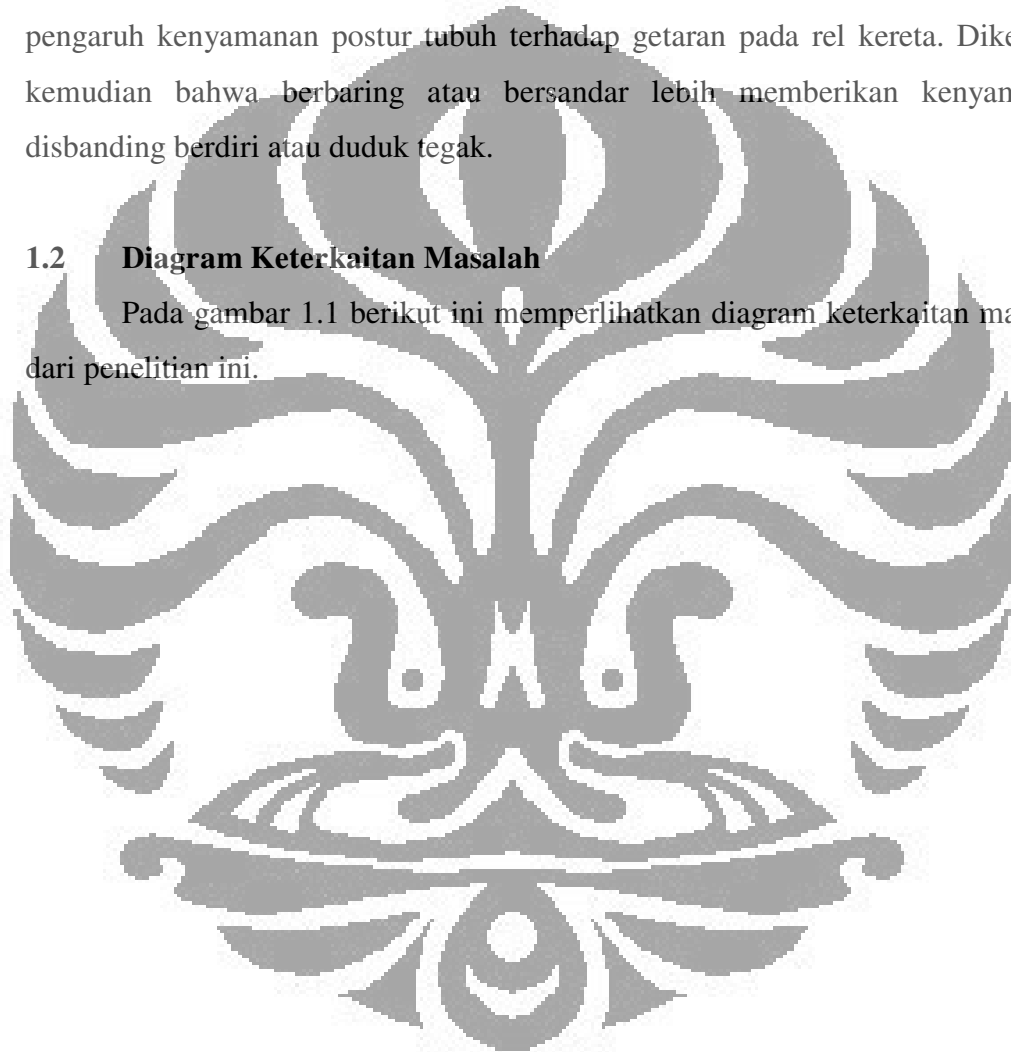 pengaruh kenyamanan postur tubuh terhadap getaran pada rel kereta. Dike
kemudian bahwa berbaring atau bersandar lebih memberikan kenyam
disbanding berdiri atau duduk tegak.
1.2 Diagram Keterkaitan Masalah
Pada gambar 1.1 berikut ini memperlihatkan diagram keterkaitan ma
dari penelitian ini.